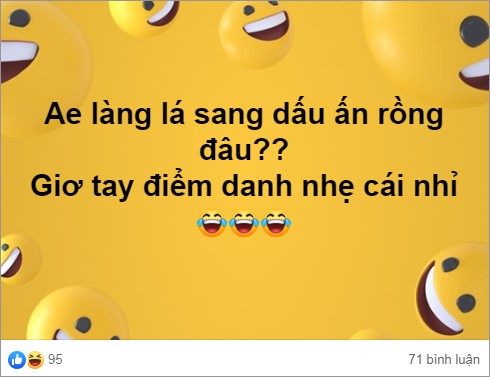 Ae làng lá sang dấu ấn rồng
đâu??
Giơ tay điểm danh nhẹ cái nhỉ
😂😂😂
95
71 bình luận